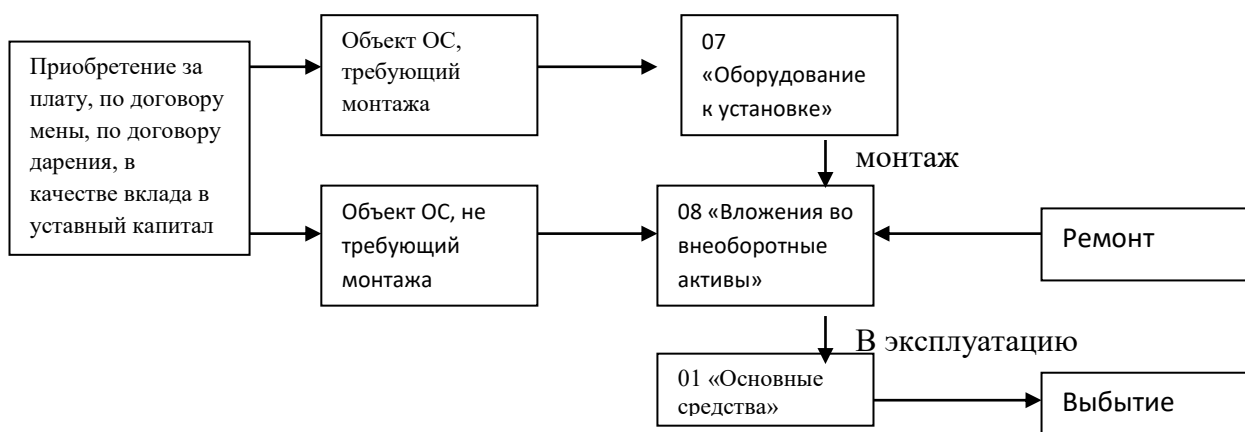 Приобретение за
плату, по договору
мены, по договору
дарения, в
качестве вклада в
уставный капитал
Объект ОС,
требующий
монтажа
07
«Оборудование
к установке»
монтаж
Объект ОС, не
требующий
монтажа
08 «Вложения во
внеоборотные
активы»
Ремонт
В эксплуатацию
01 «Основные
средства»
Выбытие